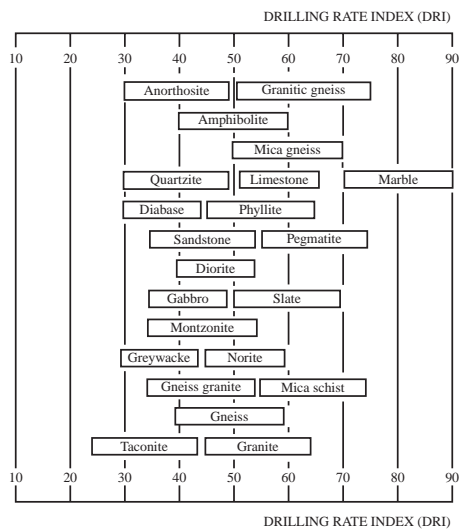 DRILLING RATE INDEX (DRI)
10 20 30 40 50 60 70 80 90
Anorthosite Granitic gneiss
Amphibolite
Mica gneiss
Quartzite Limestone Marble
Diabase Phyllite
Sandstone Pegmatite
Diorite
Gabbro Slate
Montzonite
Greywacke Norite
Gneiss granite Mica schist
Gneiss
Taconite Granite
10 20 30 40 50 60 70 80 90
DRILLING RATE INDEX (DRI)